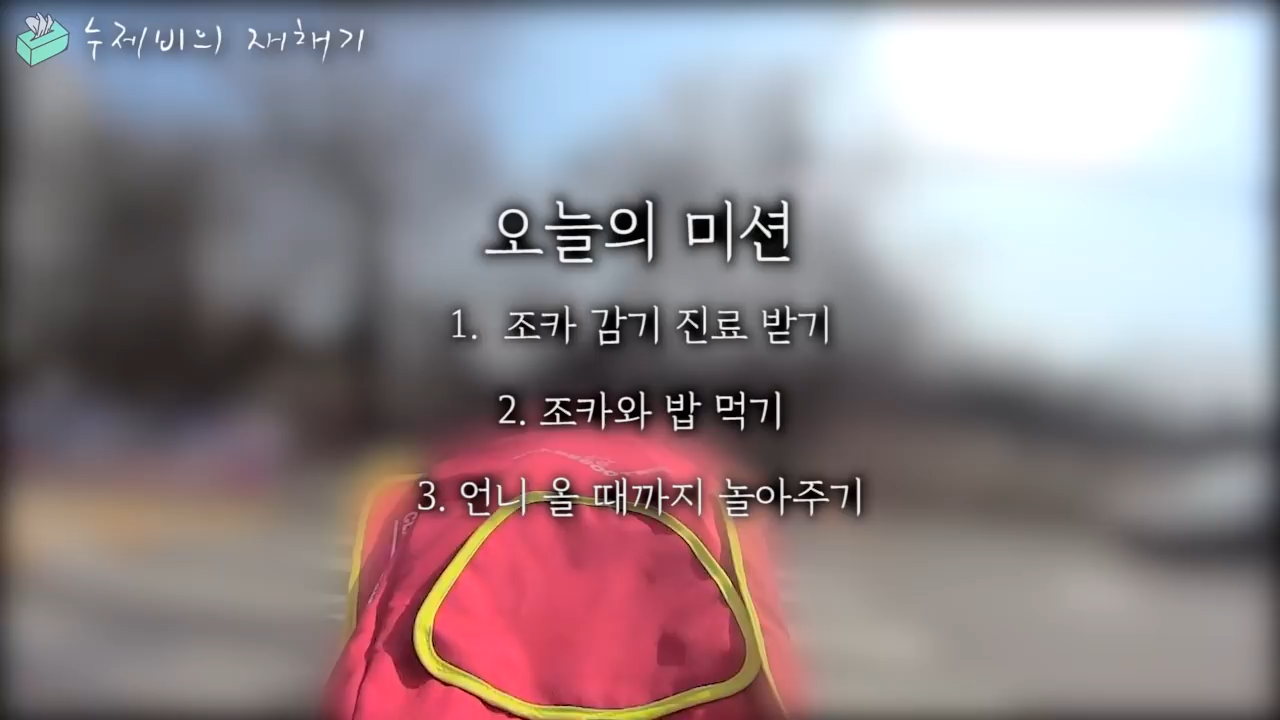 수제비의 재해기
오늘의 미션
1. 조카 감기 진료 받기
2. 조카와 밥 먹기
3. 언니 올 때까지 놀아주기